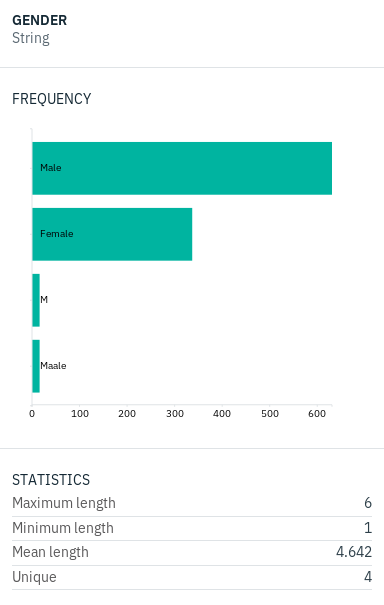 GENDER
String
FREQUENCY
Male
Female
M
Maale
0 100 200 300 400 500 600
STATISTICS
Maximum length 6
Minimum length 1
Mean length 4.642
Unique 4